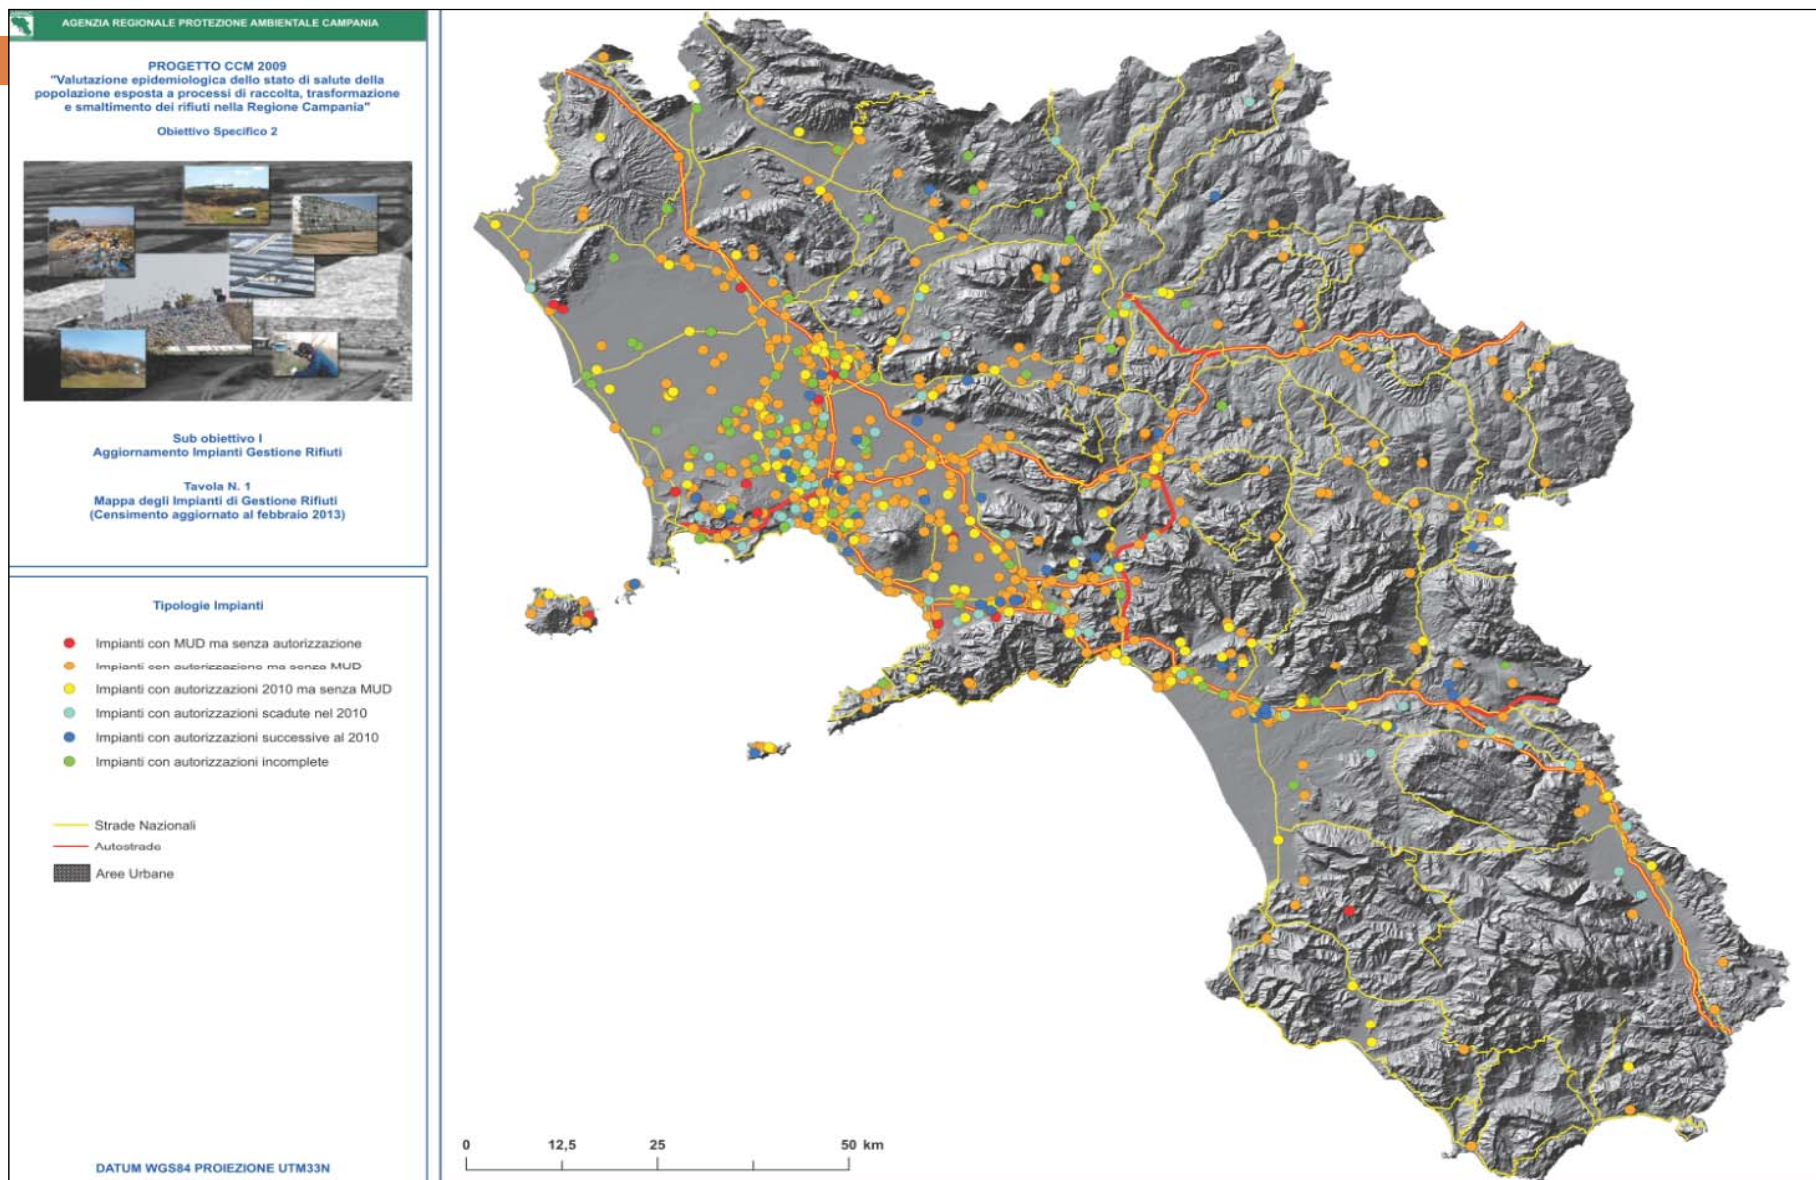 AGENZIA REGIONALE PROTEZIONE AMBIENTALE CAMPANIA
PROGETTO CCM 2009
"Valutazione epidemiologica dello stato di salute della
popolazione esposta a processi di raccolta, trasformazione
e smaltimento dei rifiuti nella Regione Campania"
Obiettivo Specifico 2
Sub obiettivo I
Aggiornamento Impianti Gestione Rifiuti
Tavola N. 1
Mappa degli Impianti di Gestione Rifiuti
(Censimento aggiornato al febbraio 2013)
Tipologie Impianti
Impianti con MUD ma senza autorizzazione
Impianti con autorizzazione ma senza MUD
Impianti con autorizzazioni 2010 ma senza MUD
Impianti con autorizzazioni scadute nel 2010
Impianti con autorizzazioni successive al 2010
Impianti con autorizzazioni incomplete
Strade Nazionali
Autostrade
Aree Urbane
DATUM WGS84 PROIEZIONE UTM33N
0 12,5 25 50 km